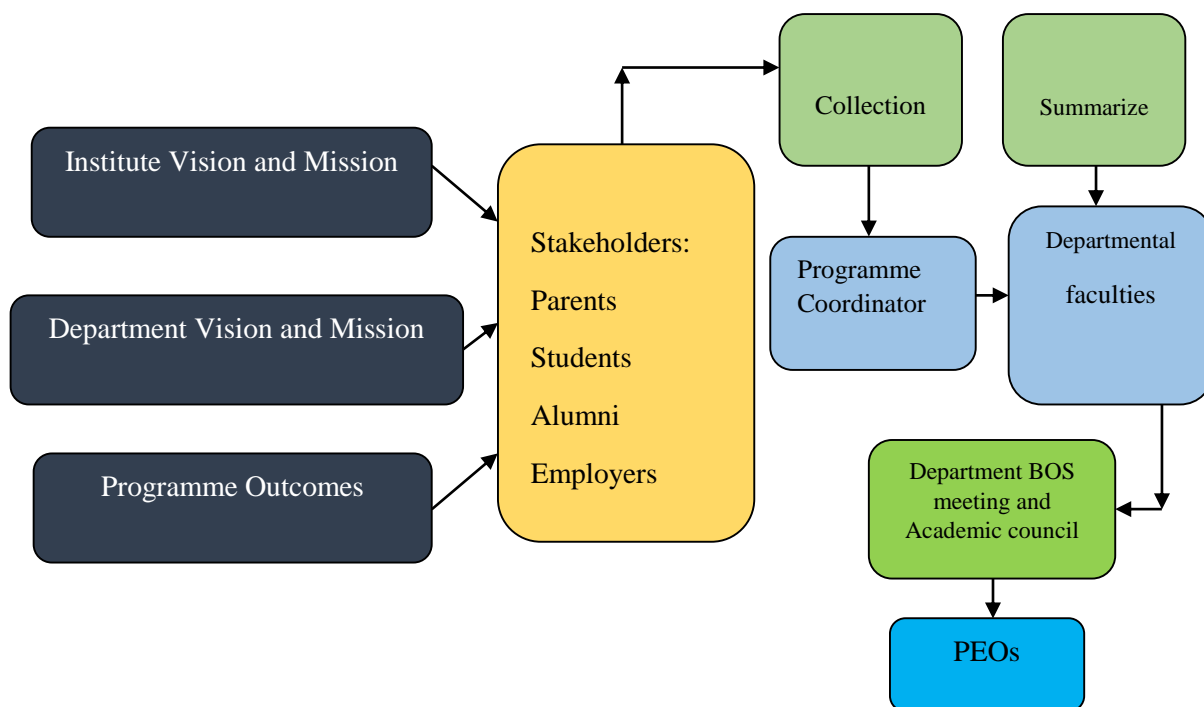 Institute Vision and Mission
Department Vision and Mission
Programme Outcomes
Stakeholders:
Parents
Students
Alumni
Employers
Collection
Summarize
Programme
Coordinator
Departmental
faculties
Department BOS
meeting and
Academic council
PEOs